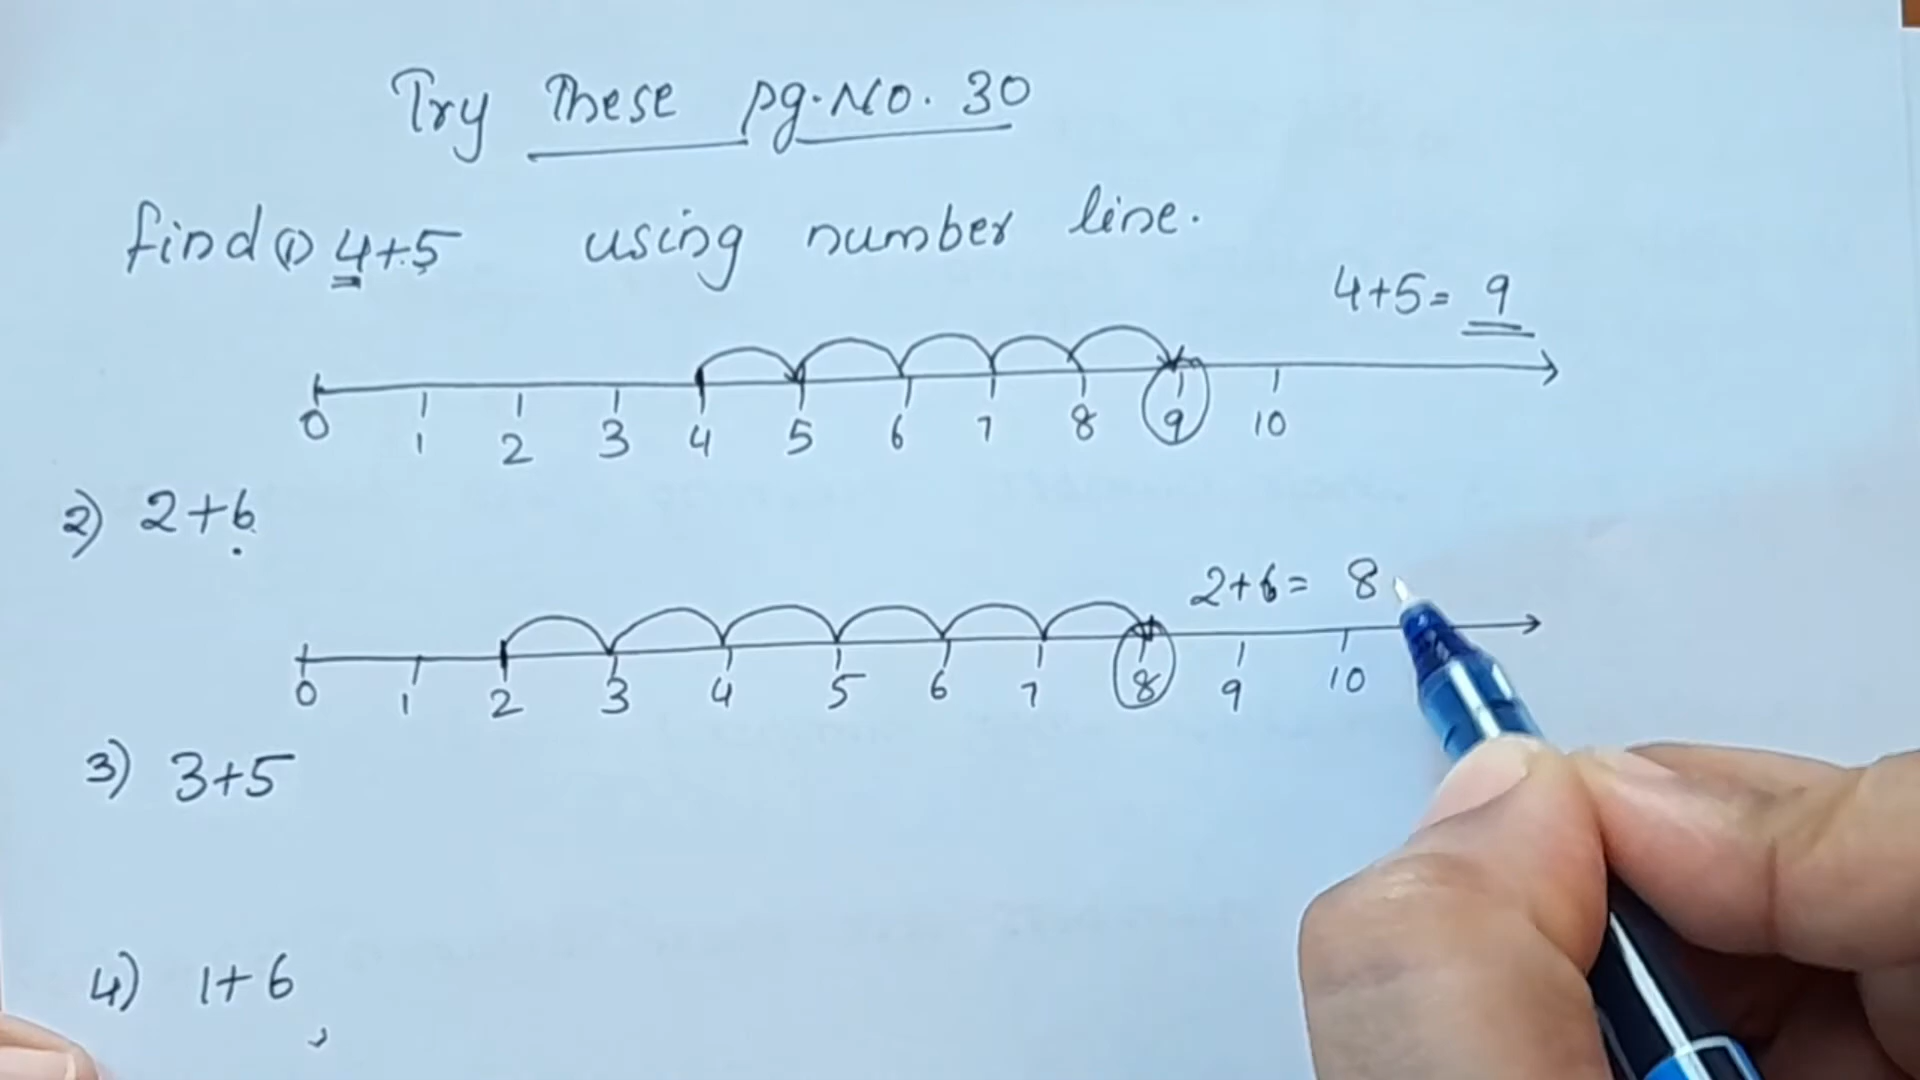 Try These pg.No. 30
find ① 4+5 using number line.
4+5= 9
0 1 2 3 4 5 6 7 8 9 10
2) 2+6
2+6= 8
0 1 2 3 4 5 6 7 8 9 10
3) 3+5
4) 1+6